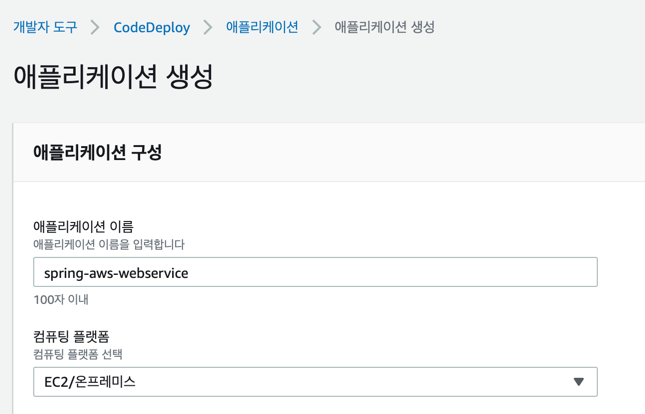 개발자 도구 > CodeDeploy > 애플리케이션 > 애플리케이션 생성
애플리케이션 생성
애플리케이션 구성
애플리케이션 이름
애플리케이션 이름을 입력합니다
spring-aws-webservice
100자 이내
컴퓨팅 플랫폼
컴퓨팅 플랫폼 선택
EC2/온프레미스